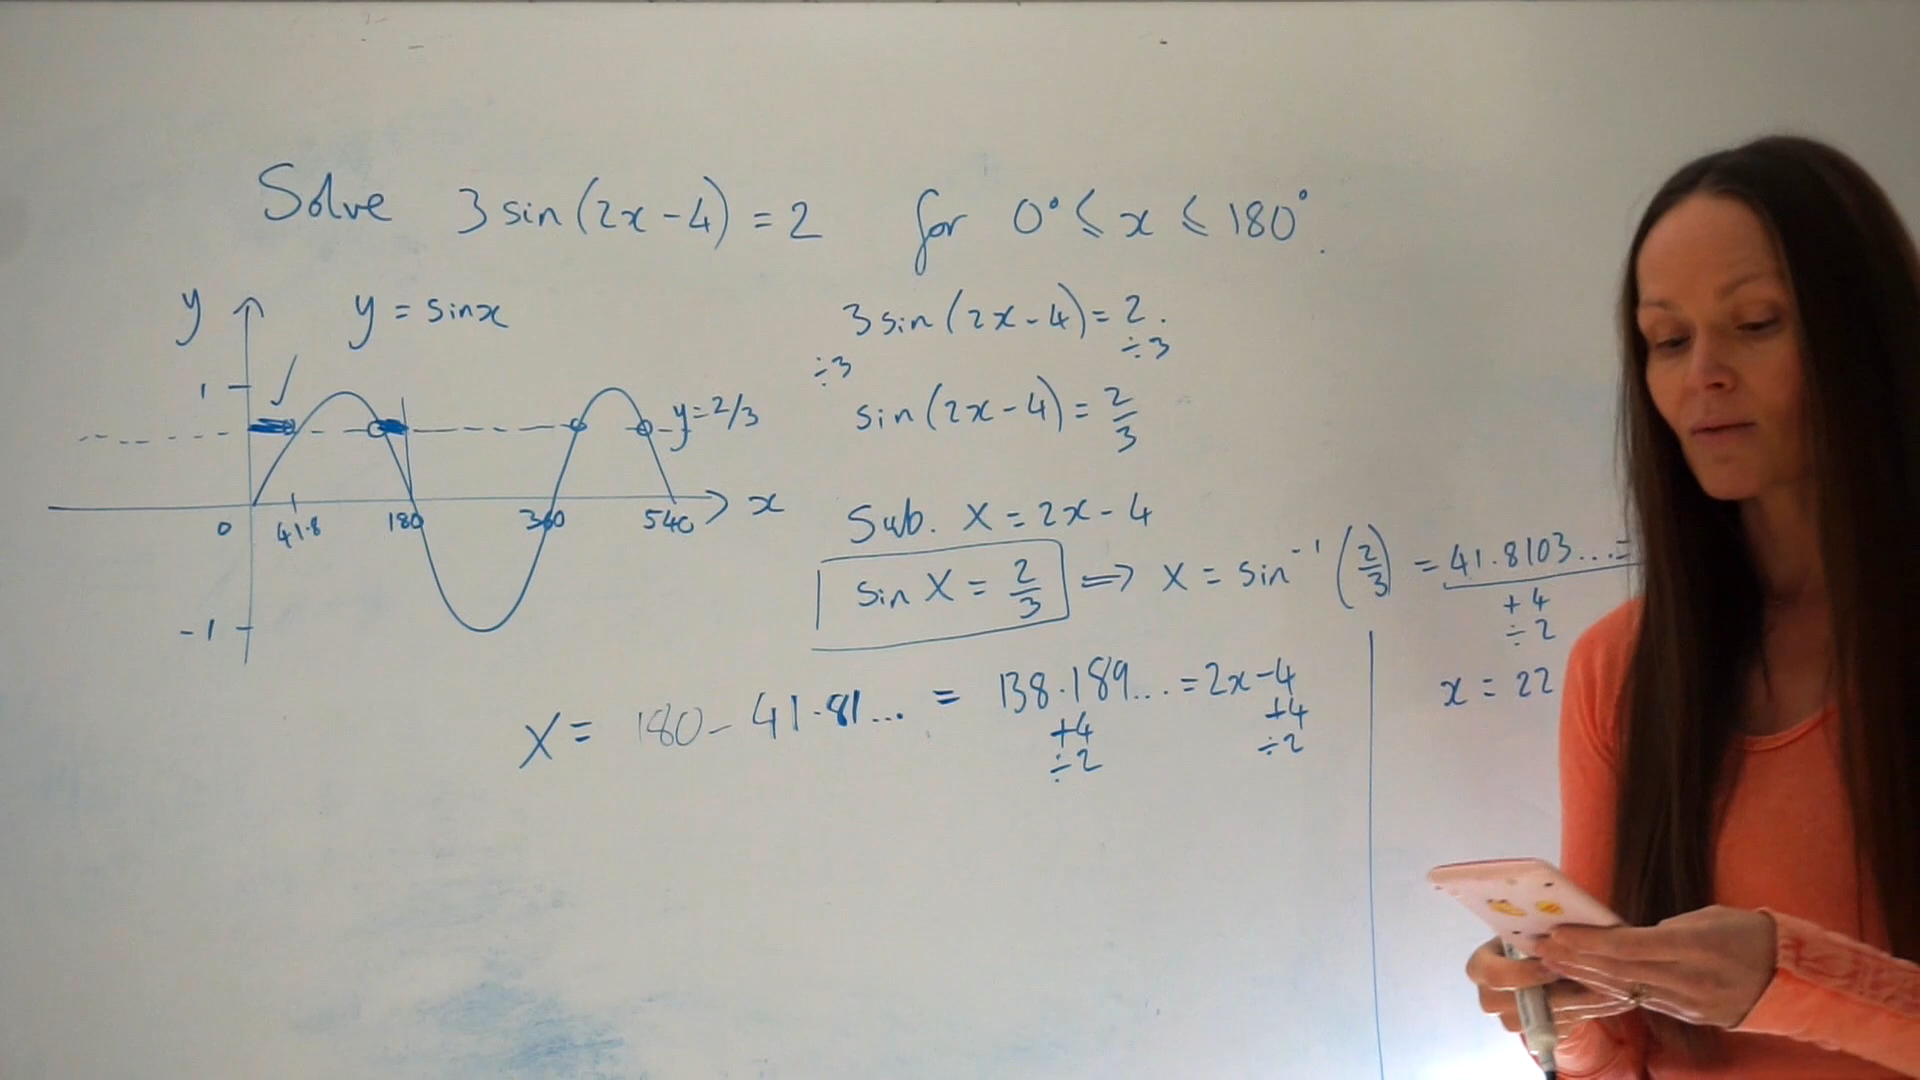 Solve 3 sin(2x-4) = 2 for 0° ≤ x ≤ 180°.
y
y = sinx
1
y=2/3
0
41.8
180
360
540
x
-1
3 sin(2x-4) = 2.
÷3 ÷3
sin(2x-4) = 2/3
Sub. X = 2x-4
sin X = 2/3 ⟹ X = sin⁻¹(2/3) = 41.8103... =
+4
÷2
x = 22
X = 180 - 41.81... = 138.189... = 2x-4
+4 +4
÷2 ÷2